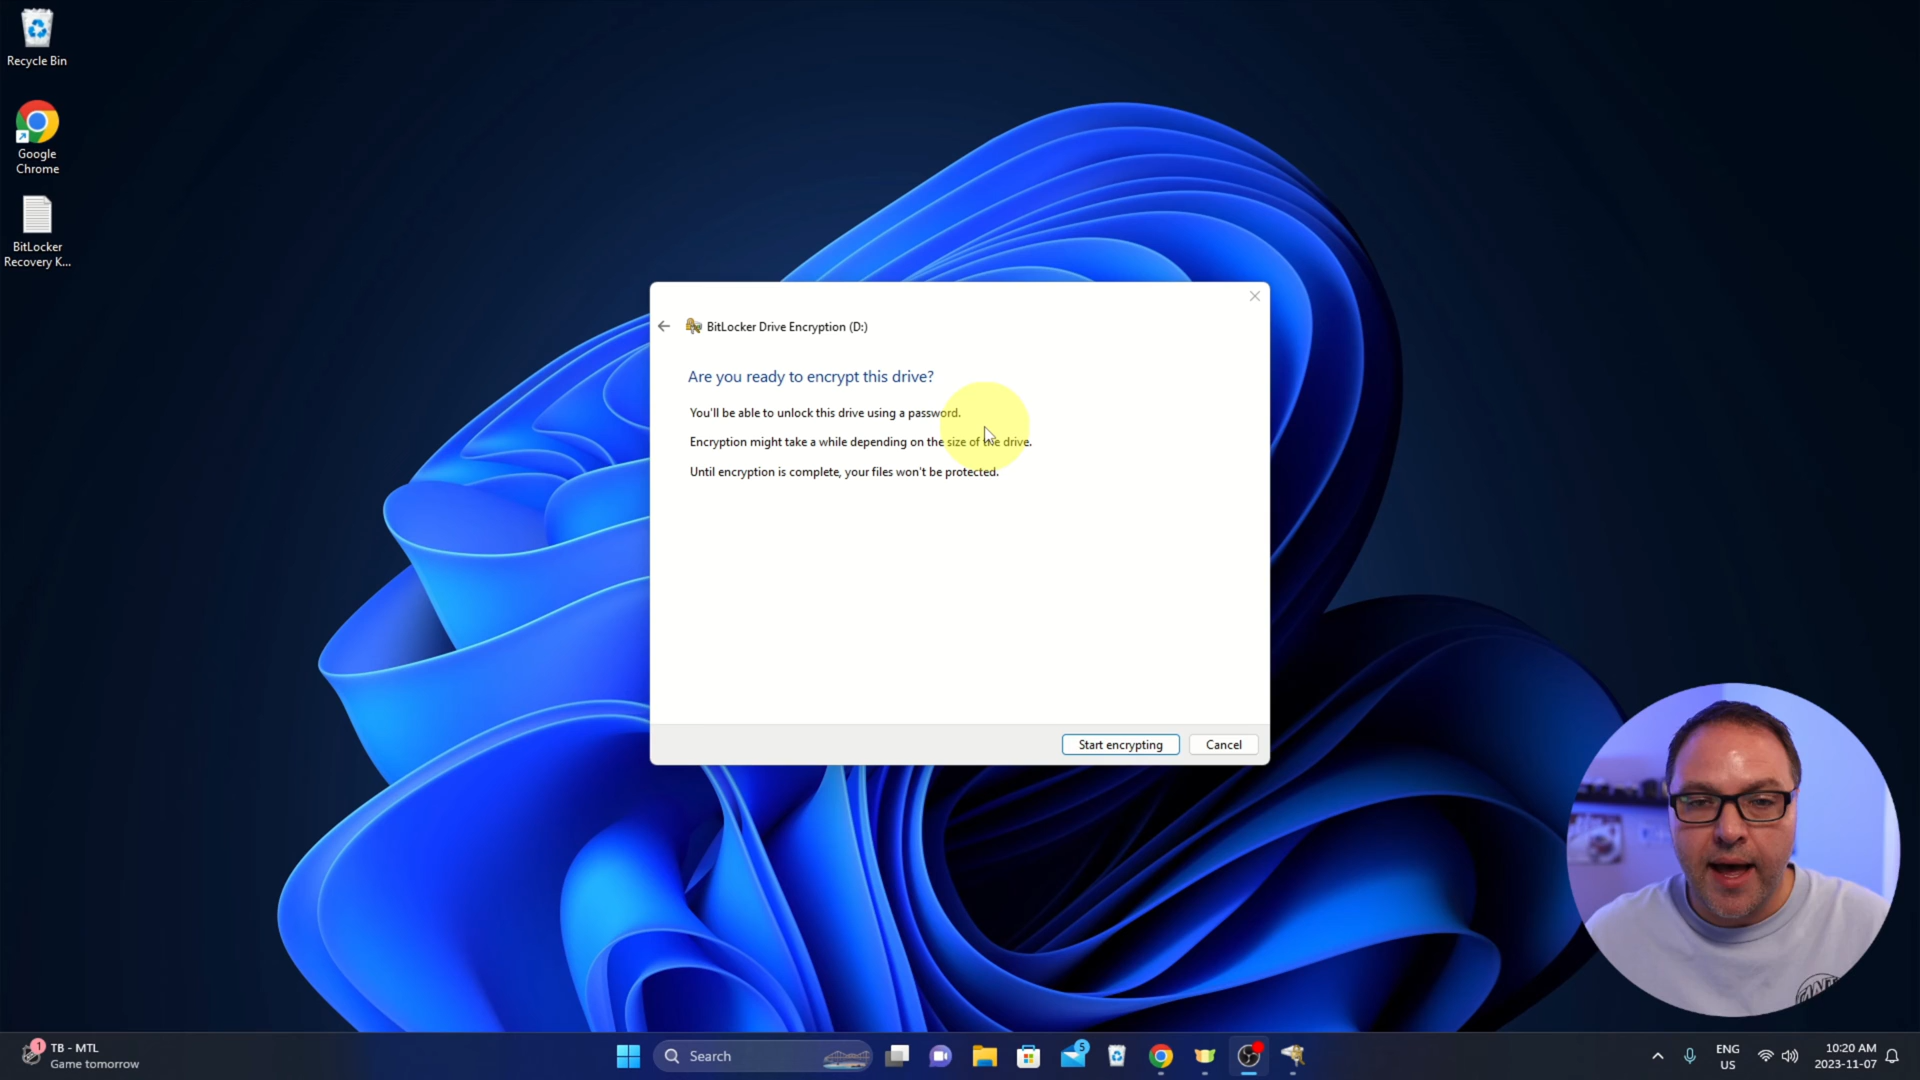 Recycle Bin
Google
Chrome
BitLocker
Recovery K...
BitLocker Drive Encryption (D:)
Are you ready to encrypt this drive?
You'll be able to unlock this drive using a password.
Encryption might take a while depending on the size of the drive.
Until encryption is complete, your files won't be protected.
Start encrypting
Cancel
1
TB - MTL
Game tomorrow
Search
5
ENG
US
10:20 AM
2023-11-07